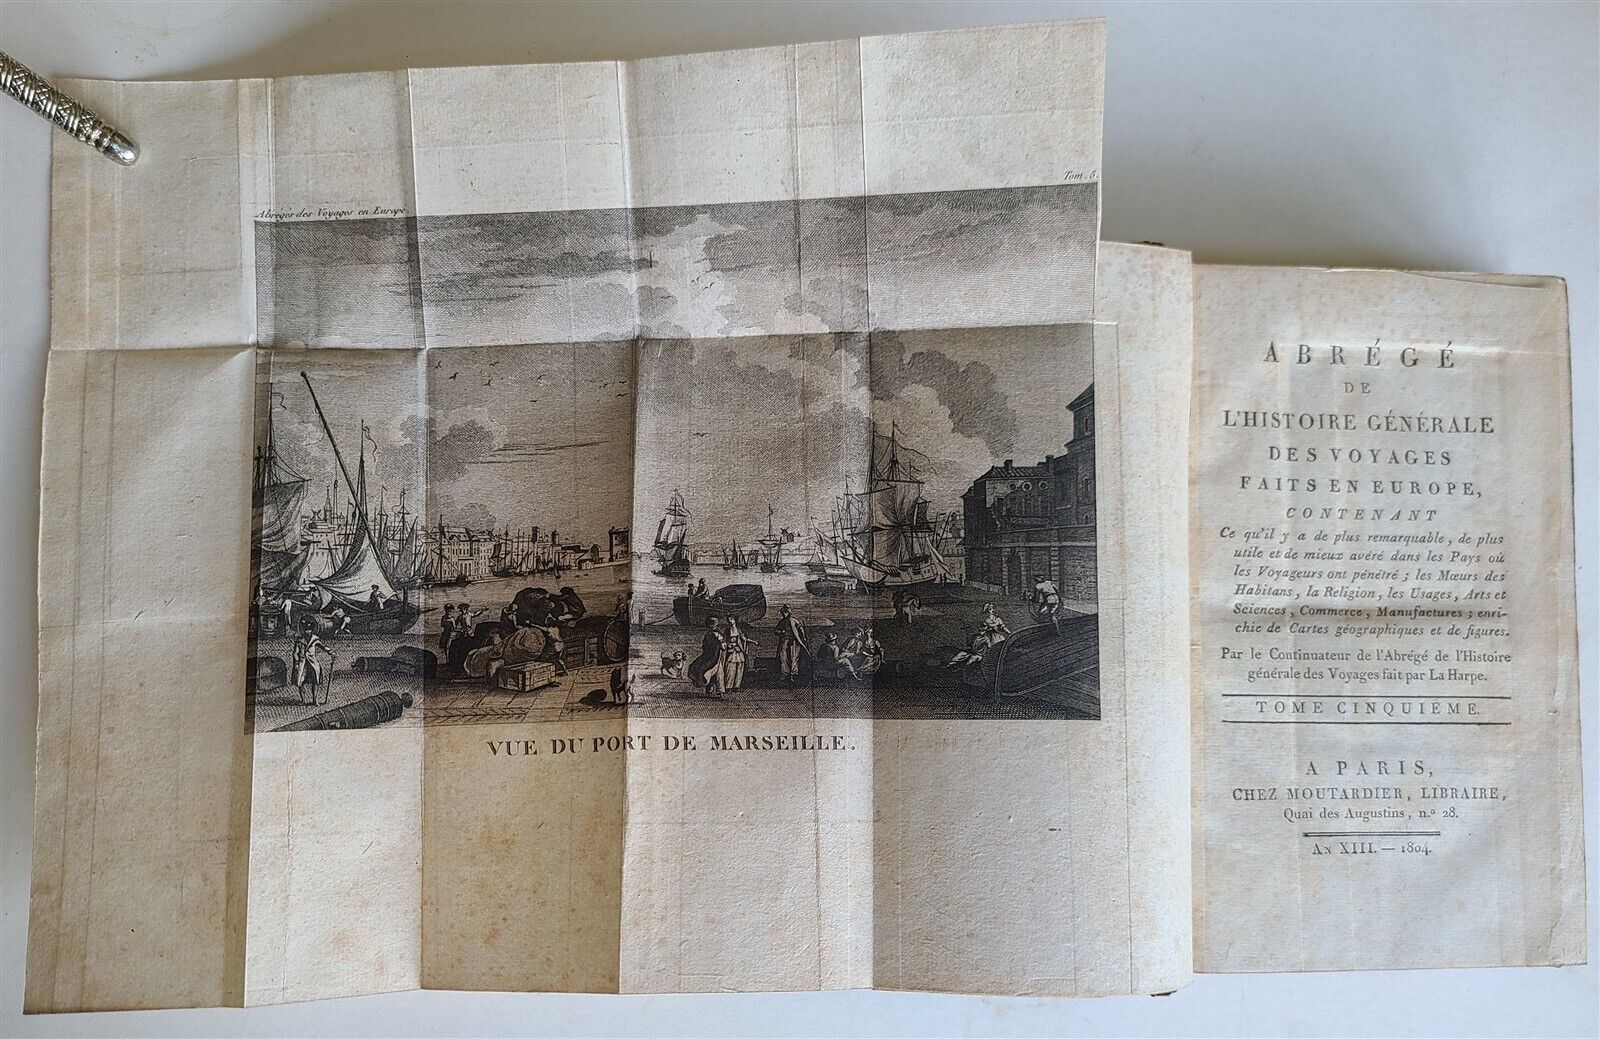 Abrégés des Voyages en Europe.
Tom. 5.
VUE DU PORT DE MARSEILLE.
ABRÉGÉ
DE
L'HISTOIRE GÉNÉRALE
DES VOYAGES
FAITS EN EUROPE,
CONTENANT
Ce qu'il y a de plus remarquable, de plus
utile et de mieux avéré dans les Pays où
les Voyageurs ont pénétré ; les Mœurs des
Habitans, la Religion, les Usages, Arts et
Sciences, Commerce, Manufactures ; enri-
chie de Cartes géographiques et de figures.
Par le Continuateur de l'Abrégé de l'Histoire
générale des Voyages fait par La Harpe.
TOME CINQUIÉME.
A PARIS,
CHEZ MOUTARDIER, LIBRAIRE,
Quai des Augustins, n.º 28.
AN XIII. — 1804.